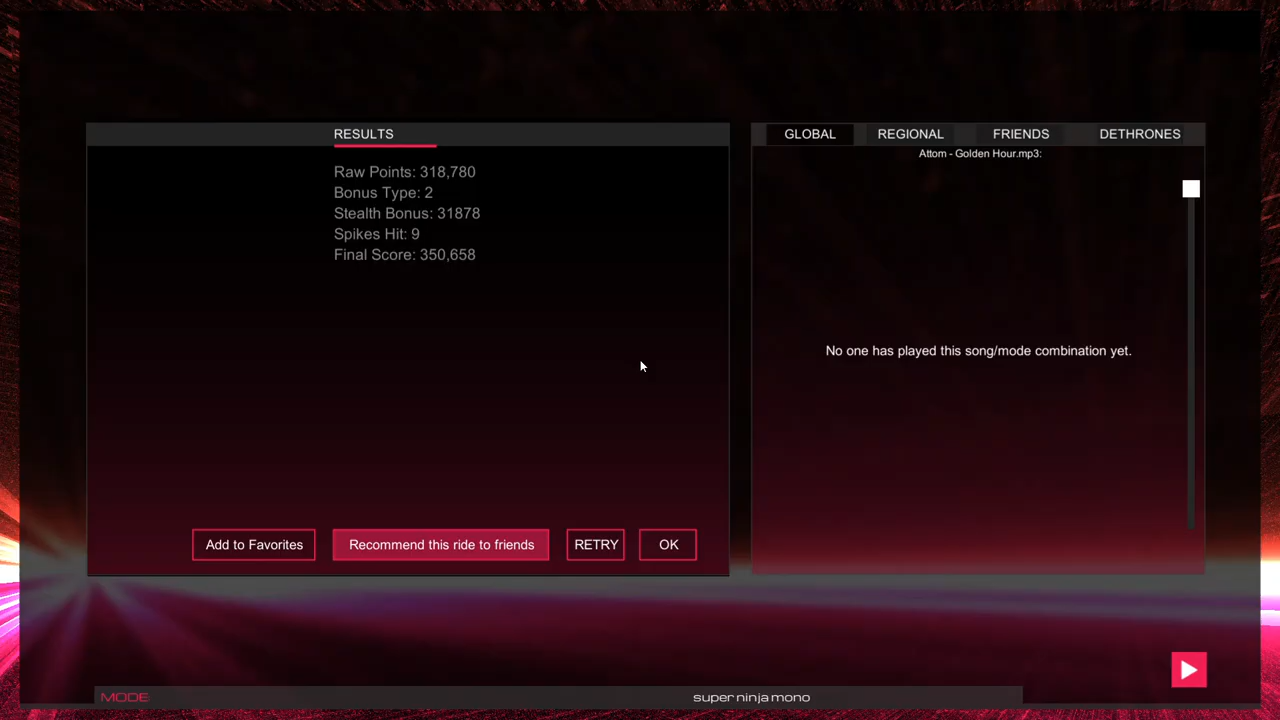 RESULTS
Raw Points: 318,780
Bonus Type: 2
Stealth Bonus: 31878
Spikes Hit: 9
Final Score: 350,658
Add to Favorites
Recommend this ride to friends
RETRY
OK
GLOBAL REGIONAL FRIENDS DETHRONES
Attom - Golden Hour.mp3:
No one has played this song/mode combination yet.
MODE
super ninja mono